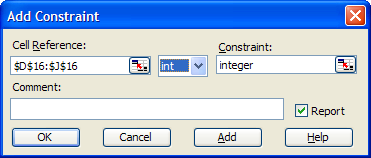 Add Constraint
Cell Reference:
Constraint:
$D$16:$J$16
int
integer
Comment:
Report
OK
Cancel
Add
Help